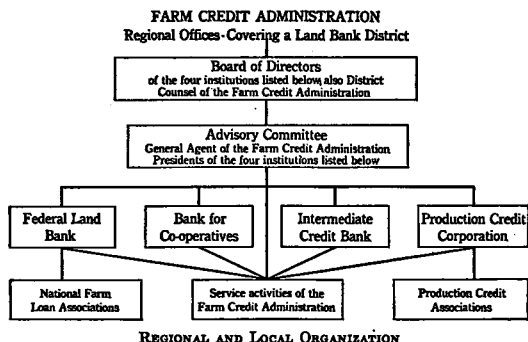 FARM CREDIT ADMINISTRATION
Regional Offices-Covering a Land Bank District
Board of Directors
of the four institutions listed below, also District
Counsel of the Farm Credit Administration
Advisory Committee
General Agent of the Farm Credit Administration
Presidents of the four institutions listed below
Federal Land
Bank
Bank for
Co-operatives
Intermediate
Credit Bank
Production Credit
Corporation
National Farm
Loan Associations
Service activities of the
Farm Credit Administration
Production Credit
Associations
REGIONAL AND LOCAL ORGANIZATION